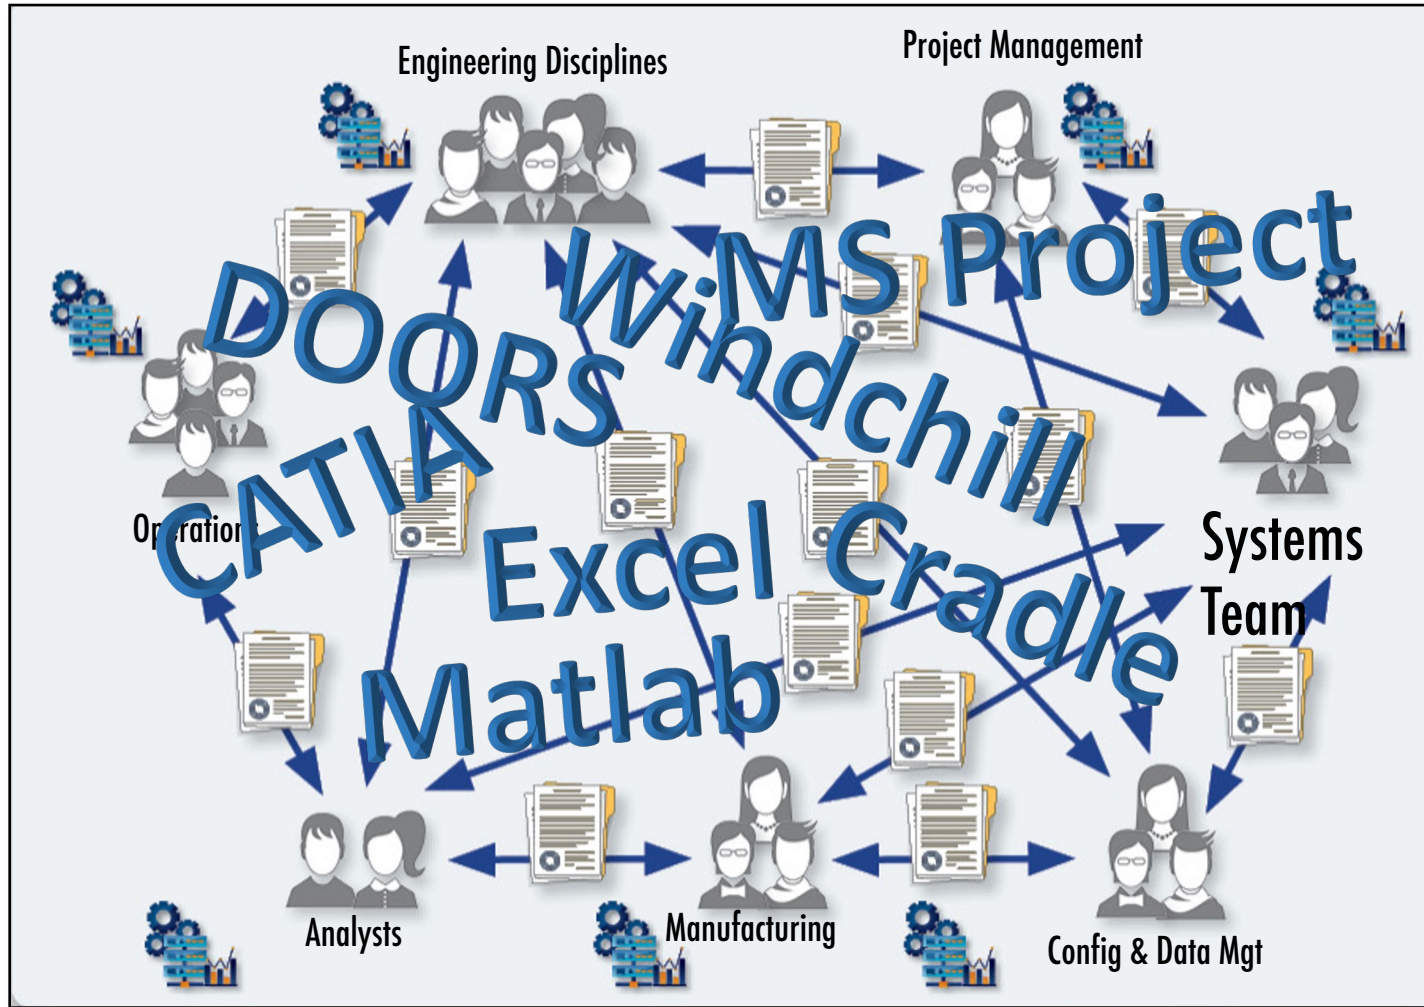 Engineering Disciplines
Project Management
MS Project
Windchill
DOORS
CATIA
Operations
Excel
Cradle
Systems
Team
Matlab
Analysts
Manufacturing
Config & Data Mgt